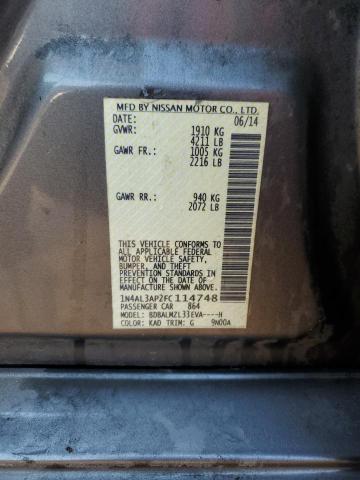 MFD BY NISSAN MOTOR CO., LTD.
DATE: 06/14
GVWR: 1910 KG
4211 LB
GAWR FR.: 1005 KG
2216 LB
GAWR RR.: 940 KG
2072 LB
THIS VEHICLE CONFORMS TO ALL
APPLICABLE FEDERAL
MOTOR VEHICLE SAFETY,
BUMPER, AND THEFT
PREVENTION STANDARDS
IN EFFECT ON THE DATE OF
MANUFACTURE SHOWN ABOVE.
1N4AL3AP2FC114748
PASSENGER CAR 864
MODEL: BDBALMZL33EVA----H
COLOR: KAD TRIM: G 9N00A